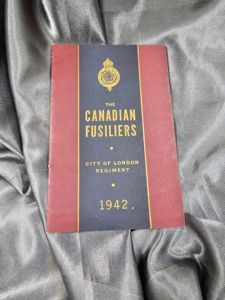 THE
CANADIAN
FUSILIERS
CITY OF LONDON
REGIMENT
1942.